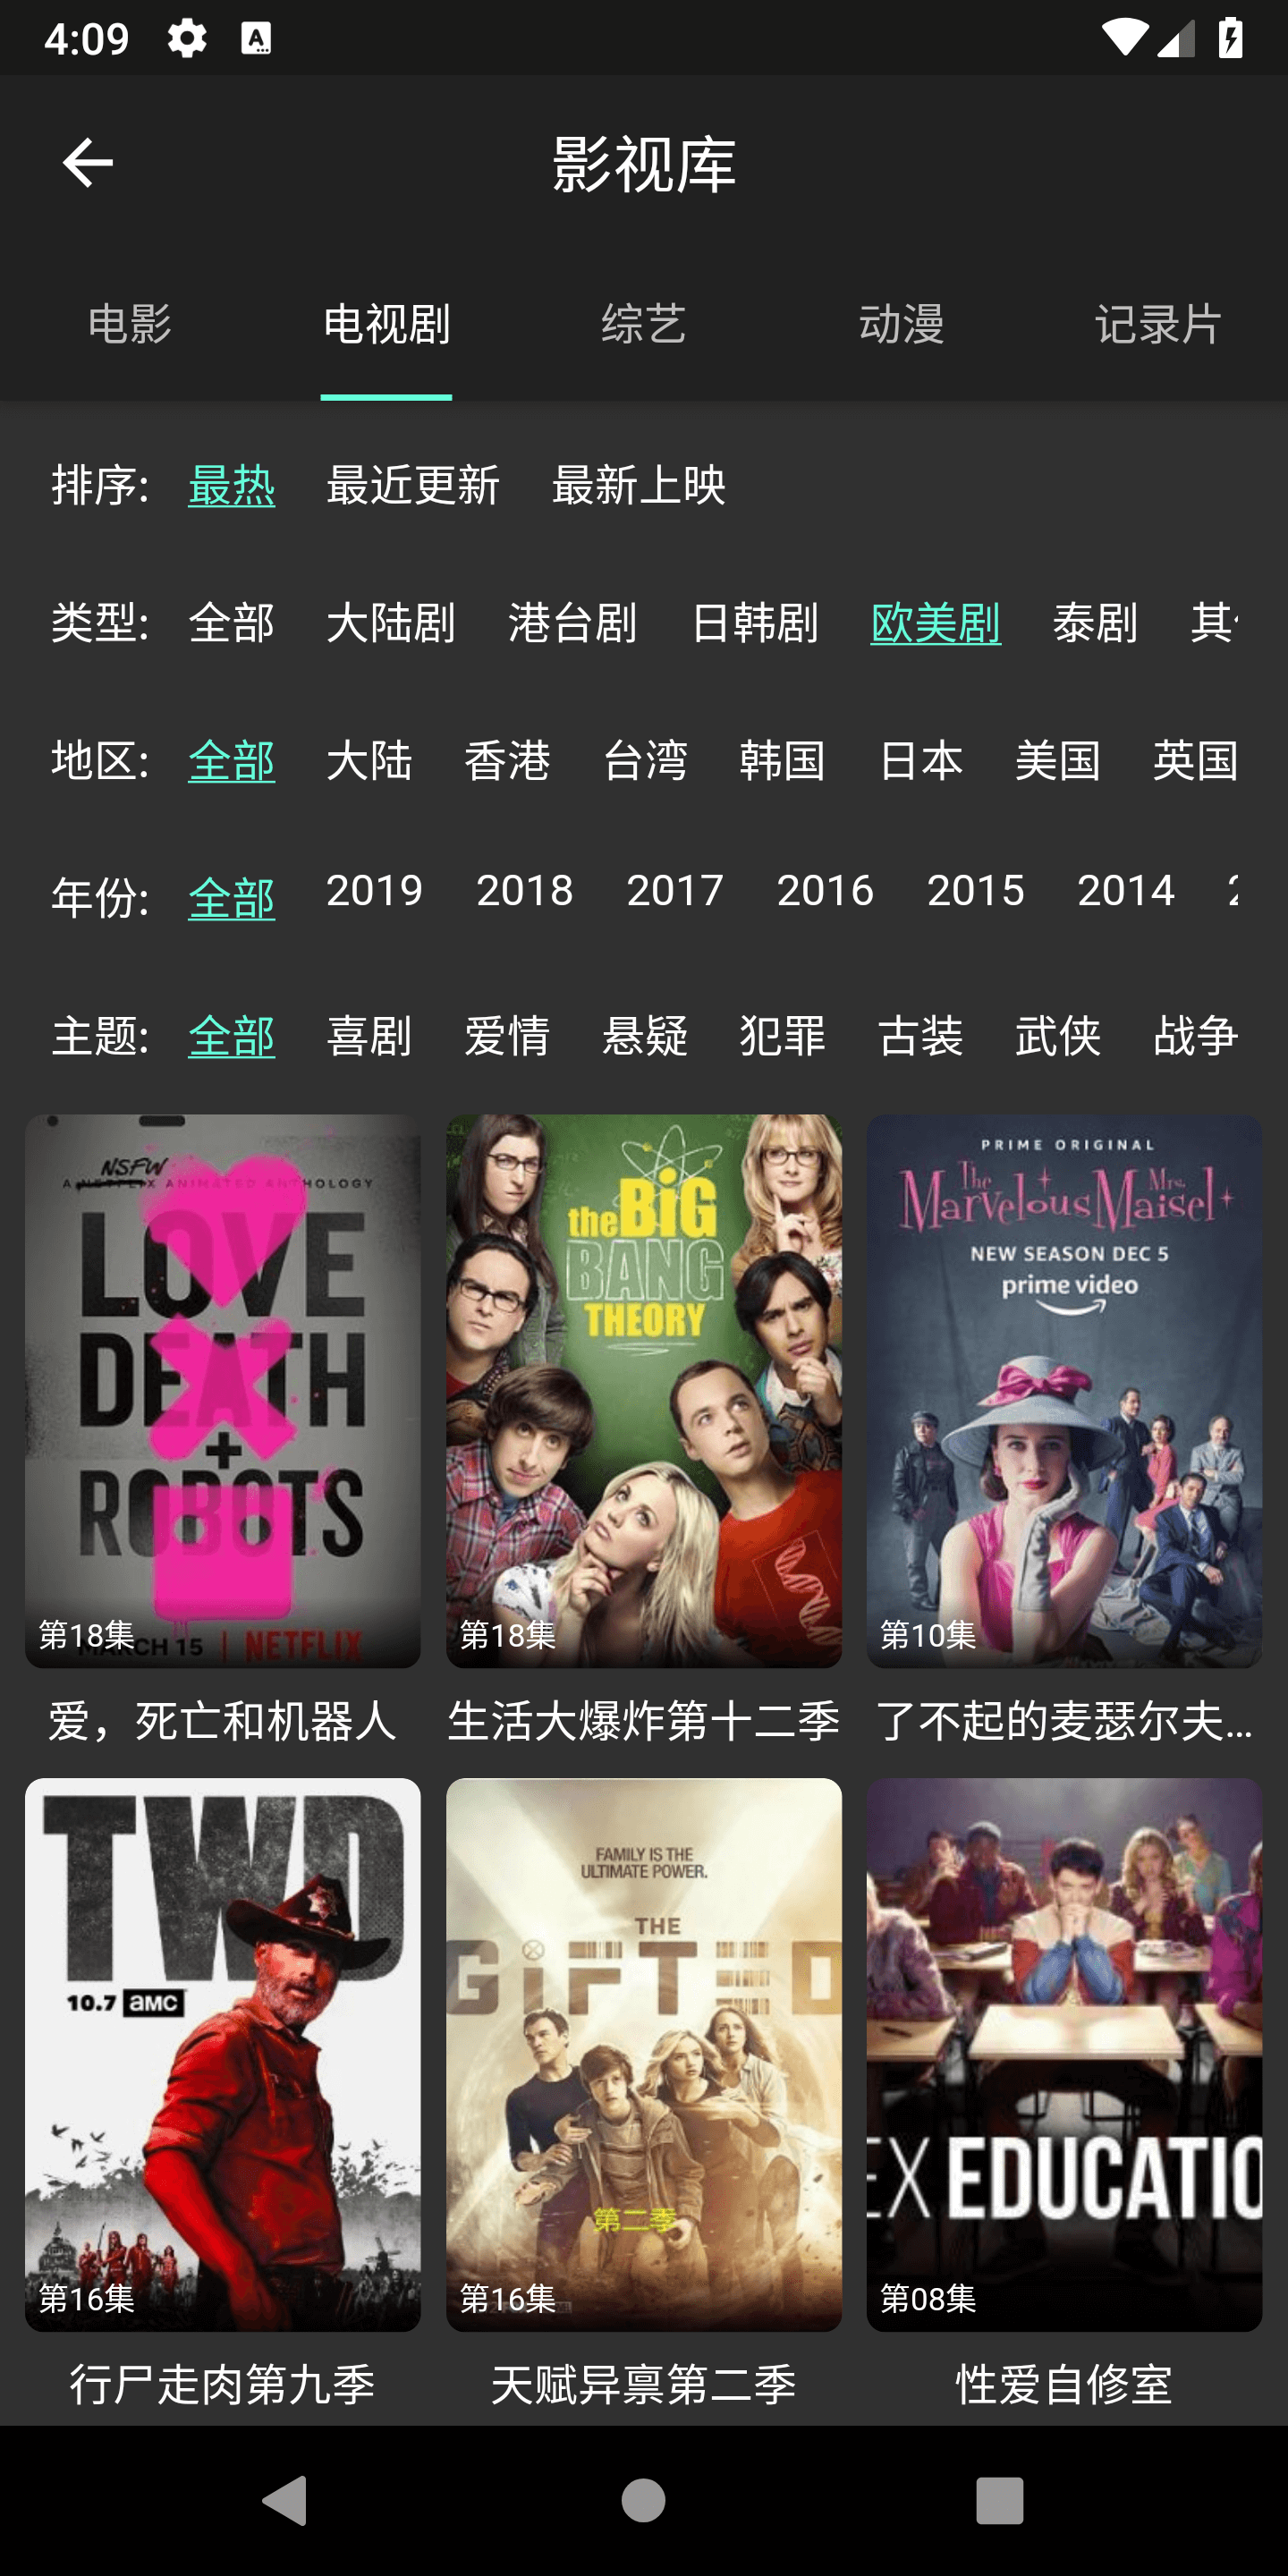 4:09
影视库
电影 电视剧 综艺 动漫 记录片
排序: 最热 最近更新 最新上映
类型: 全部 大陆剧 港台剧 日韩剧 欧美剧 泰剧 其
地区: 全部 大陆 香港 台湾 韩国 日本 美国 英国
年份: 全部 2019 2018 2017 2016 2015 2014
主题: 全部 喜剧 爱情 悬疑 犯罪 古装 武侠 战争
NSFW
A NETFLIX ANIMATED ANTHOLOGY
LOVE
DEATH
+
ROBOTS
MARCH 15 | NETFLIX
第18集
the BiG
BANG
THEORY
第18集
PRIME ORIGINAL
The Marvelous Mrs. Maisel
NEW SEASON DEC 5
prime video
第10集
爱，死亡和机器人
生活大爆炸第十二季
了不起的麦瑟尔夫...
TWD
10.7 aMC
第16集
FAMILY IS THE
ULTIMATE POWER.
THE
GiFTED
第二季
第16集
EX EDUCATIO
第08集
行尸走肉第九季
天赋异禀第二季
性爱自修室